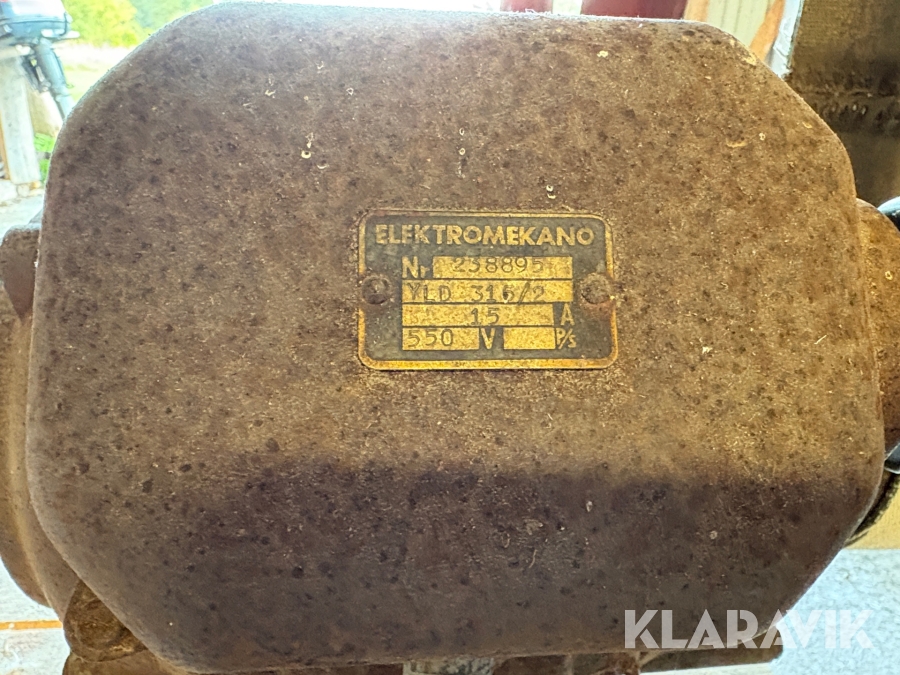 ELEKTROMEKANO
Nr 258895
YLD 316/2
15 A
550 V P/s
KLARAVIK